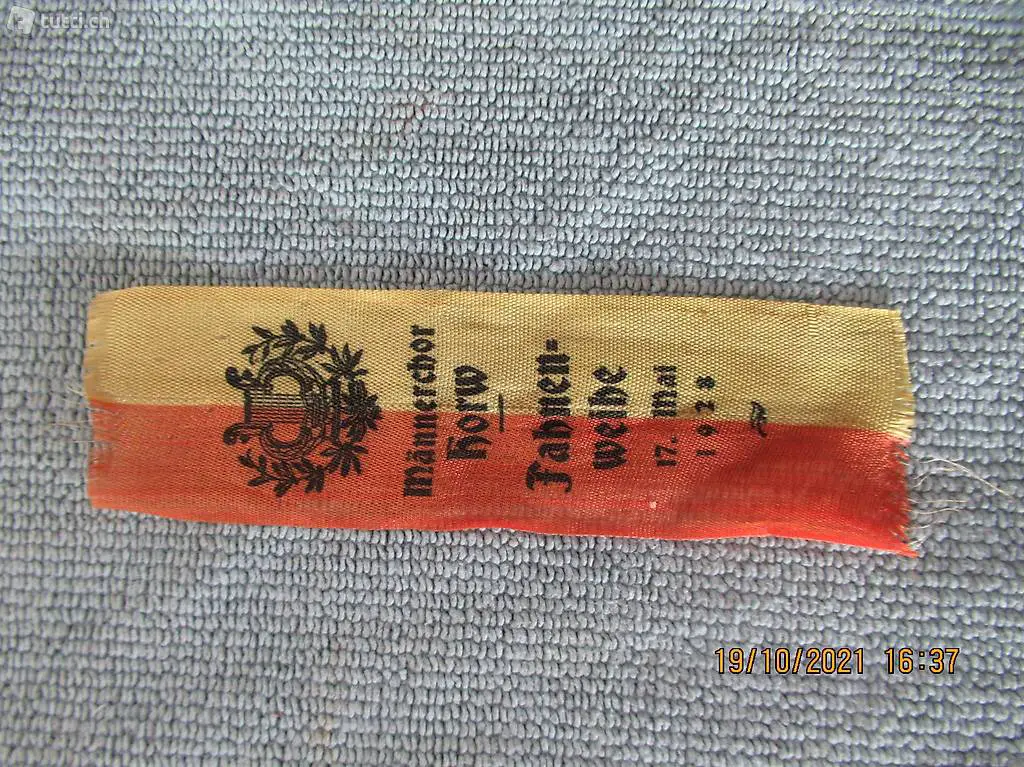 tutti.ch
Männerchor
Horw
Fahnen-
weihe
17. Mai
1928
19/10/2021 16:37